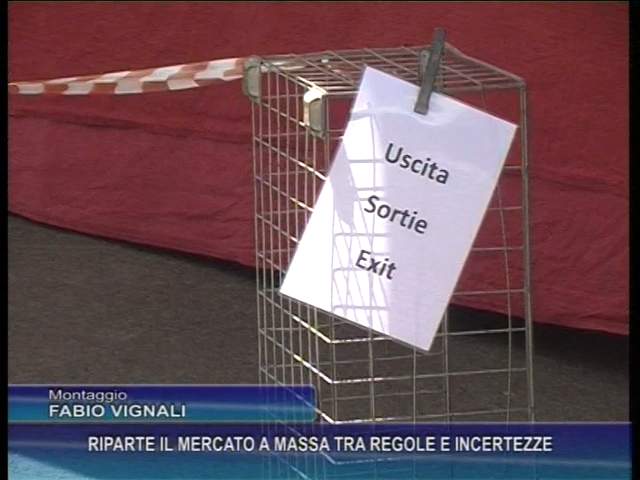 Uscita
Sortie
Exit
Montaggio
FABIO VIGNALI
RIPARTE IL MERCATO A MASSA TRA REGOLE E INCERTEZZE